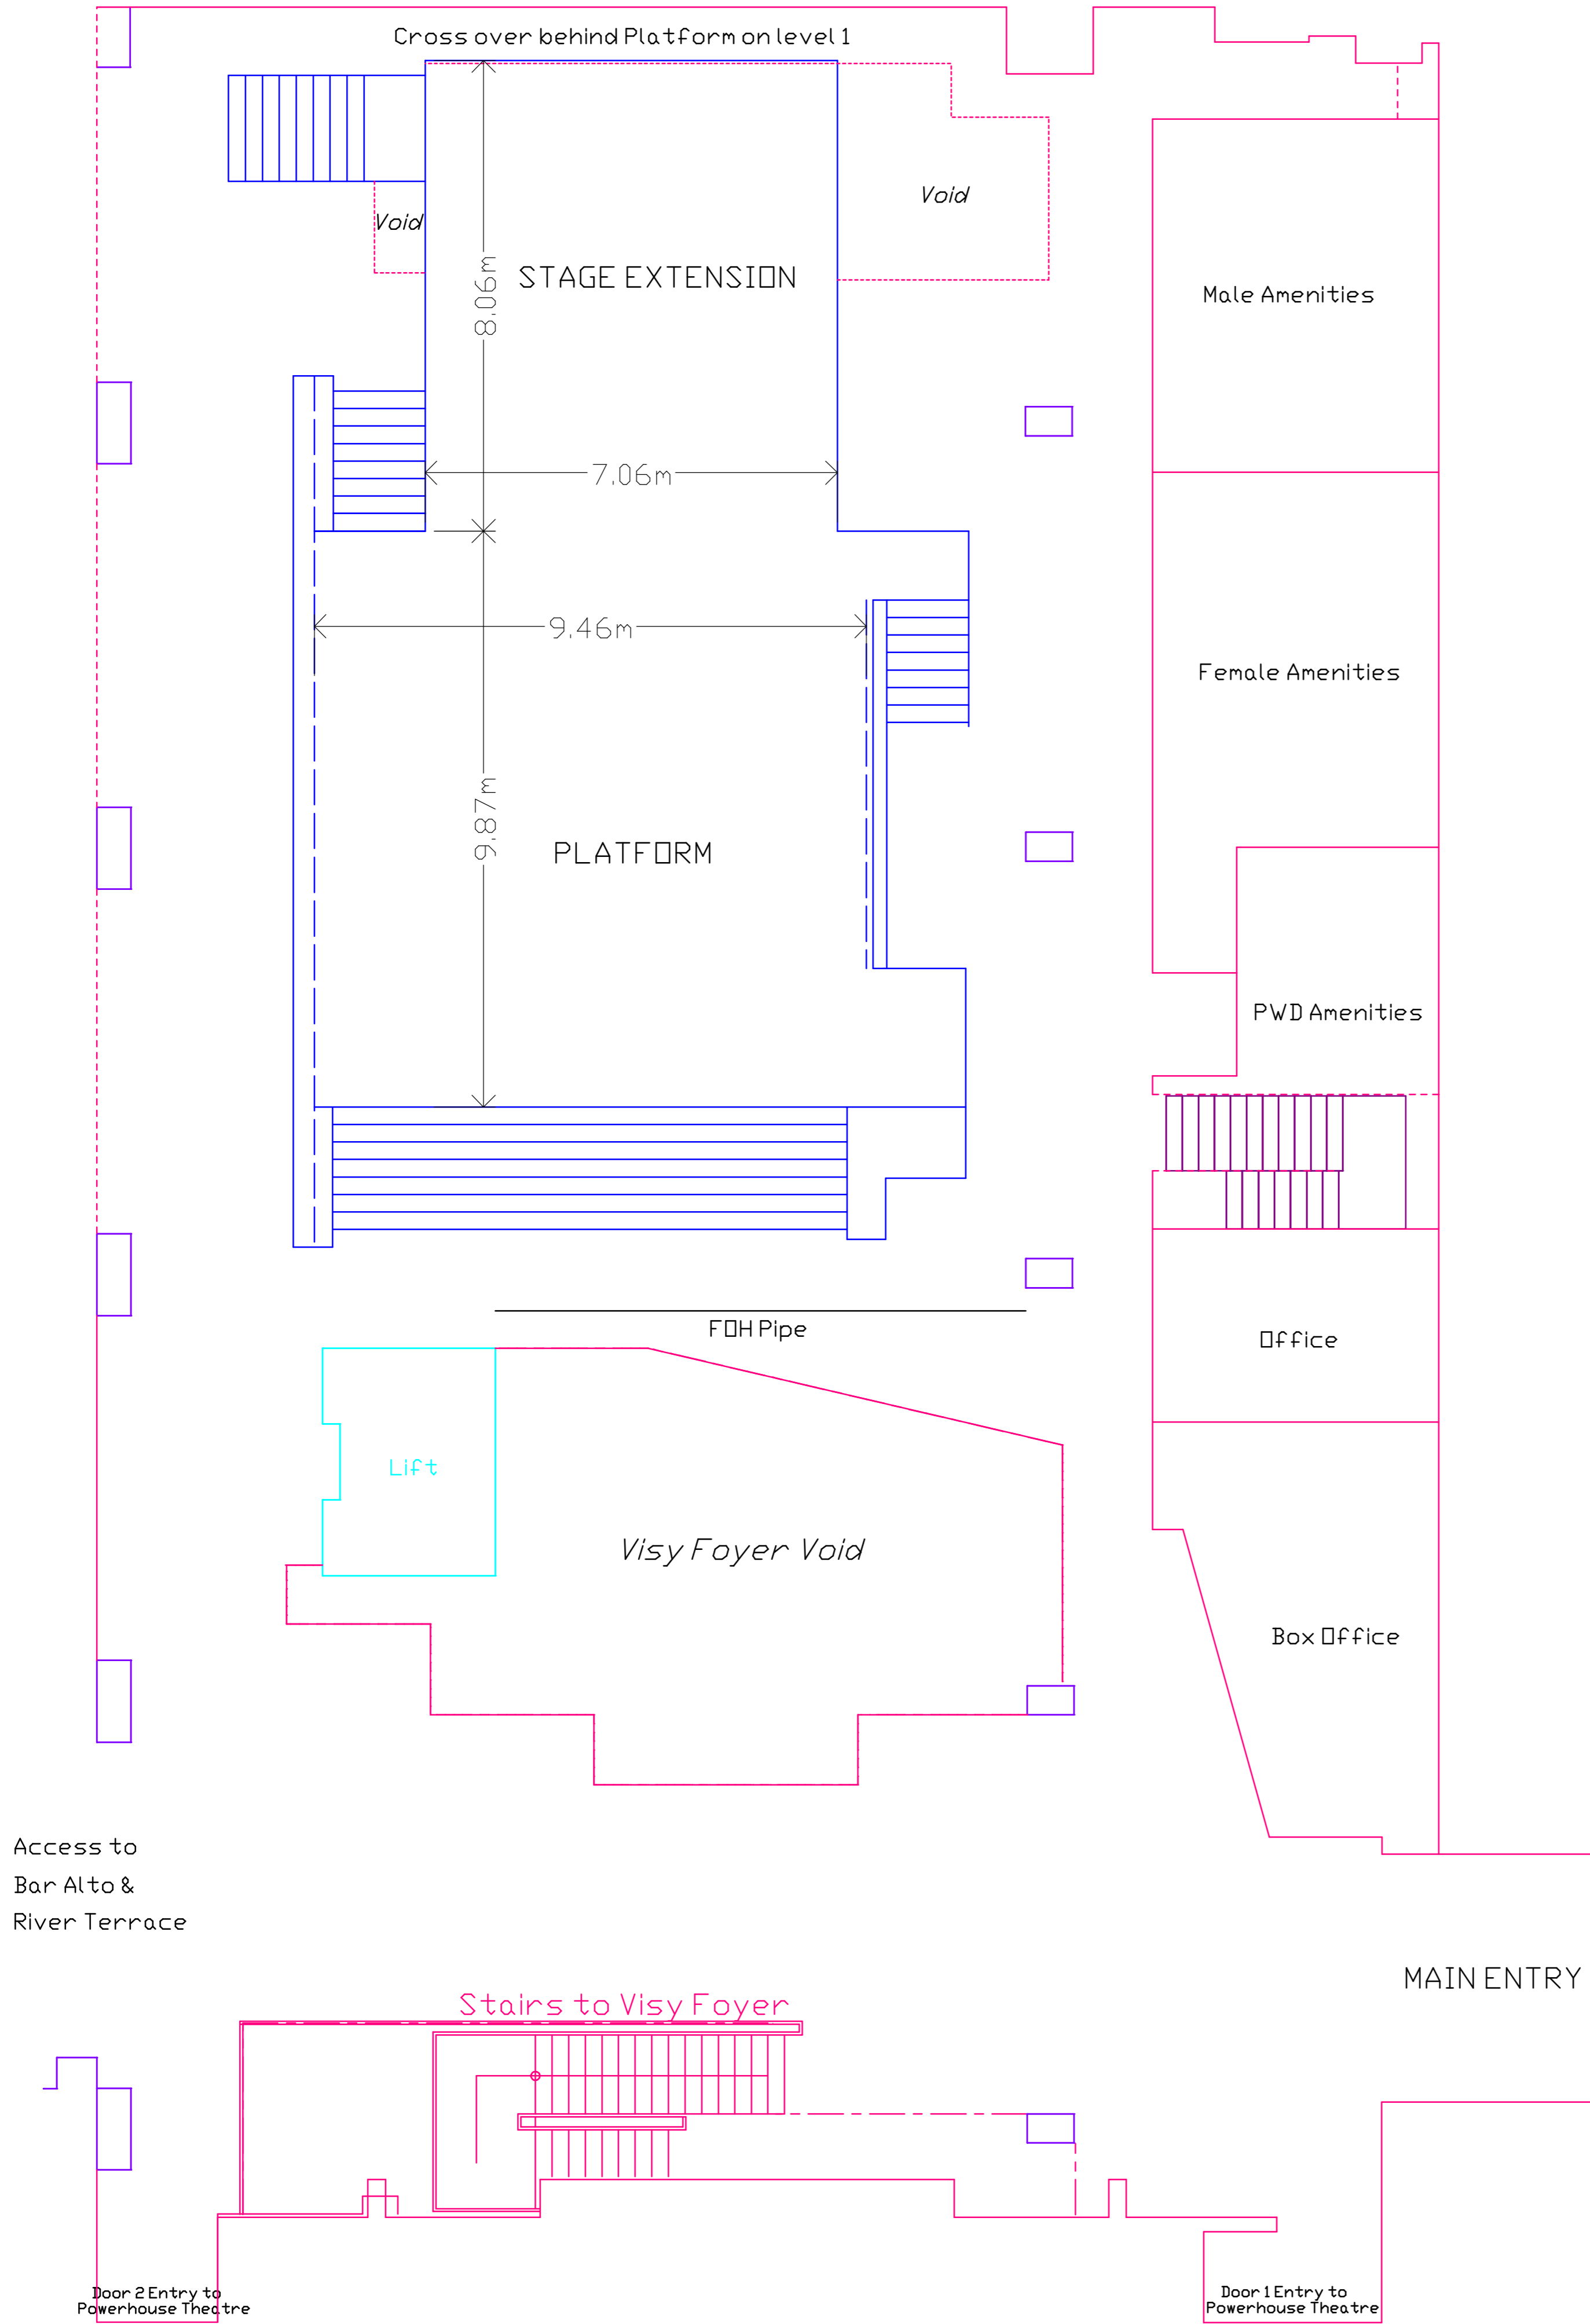 Cross over behind Platform on level 1
Void
Void
STAGE EXTENSION
8.06m
Male Amenities
7.06m
9.46m
Female Amenities
9.87m
PLATFORM
PWD Amenities
FOH Pipe
Office
Lift
Visy Foyer Void
Box Office
Access to
Bar Alto &
River Terrace
MAIN ENTRY
Stairs to Visy Foyer
Door 2 Entry to
Powerhouse Theatre
Door 1 Entry to
Powerhouse Theatre